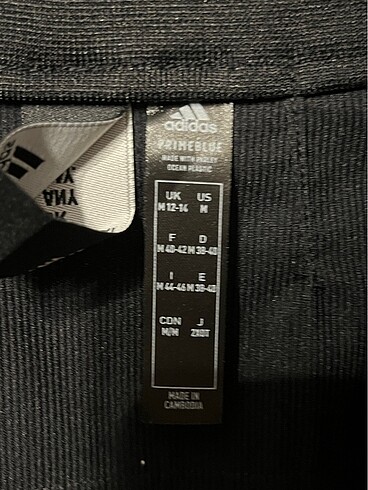 adidas
PRIMEBLUE
MADE WITH PARLEY
OCEAN PLASTIC
UK US
M 12-14 M
F D
M 40-42 M 38-40
I E
M 44-46 M 38-40
CDN J
M/M 2XOT
MADE IN
CAMBODIA